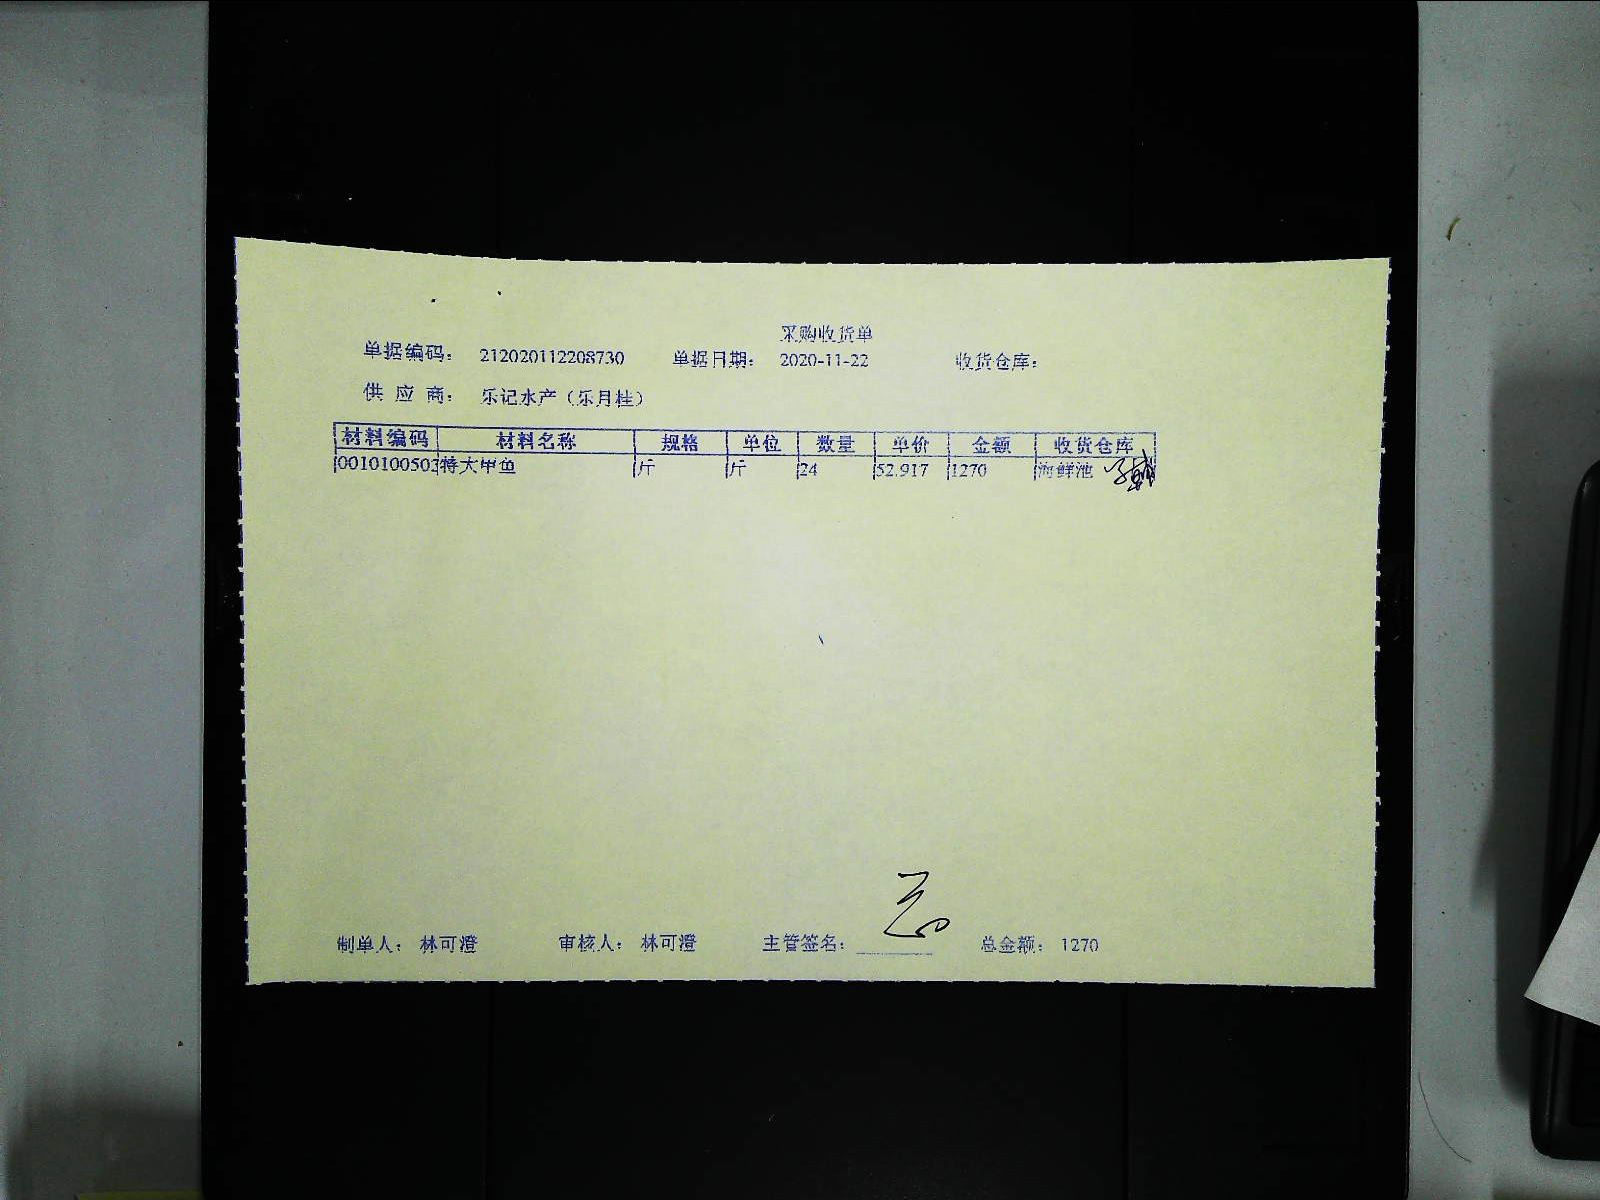 采购收货单
单据编码： 212020112208730 单据日期： 2020-11-22 收货仓库：
供 应 商： 乐记水产（乐月桂）
材料编码 材料名称 规格 单位 数量 单价 金额 收货仓库
0010100502 特大甲鱼 斤 斤 24 52.917 1270 海鲜池
制单人： 林可澄 审核人： 林可澄 主管签名： 总金额： 1270